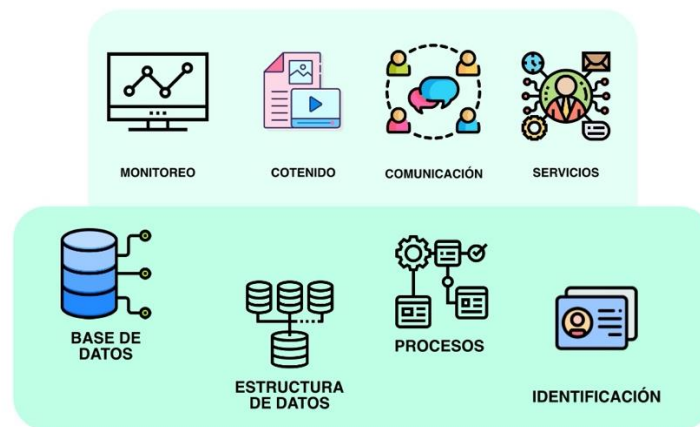 MONITOREO
COTENIDO
COMUNICACIÓN
SERVICIOS
BASE DE
DATOS
ESTRUCTURA
DE DATOS
PROCESOS
IDENTIFICACIÓN